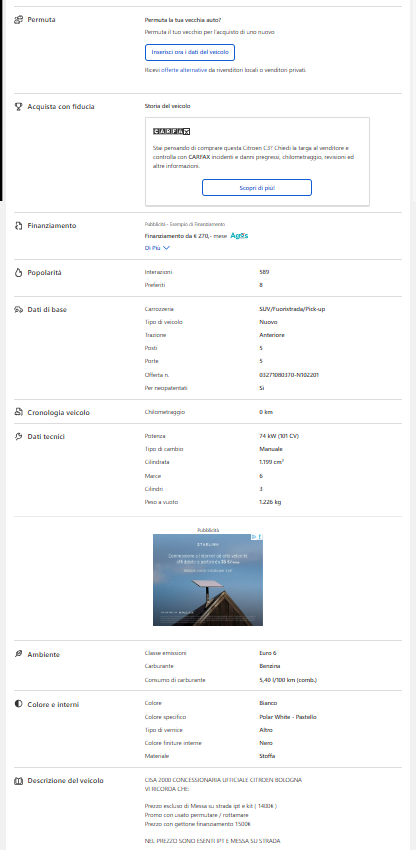 Permuta
Permuta la tua vecchia auto?
Permuta il tuo vecchio per l'acquisto di uno nuovo
Inserisci ora i dati del veicolo
Ricevi offerte alternative da rivenditori locali o venditori privati.
Acquista con fiducia
Storia del veicolo
CARFAX
Stai pensando di comprare questa Citroen C3? Chiedi la targa al venditore e
controlla con CARFAX incidenti e danni pregressi, chilometraggio, revisioni ed
altre informazioni.
Scopri di più!
Finanziamento
Pubblicità - Esempio di Finanziamento
Finanziamento da € 270,- mese Agos
Di Più
Popolarità
Interazioni 589
Preferiti 8
Dati di base
Carrozzeria SUV/Fuoristrada/Pick-up
Tipo di veicolo Nuovo
Trazione Anteriore
Posti 5
Porte 5
Offerta n. 03271080370-N102201
Per neopatentati Sì
Cronologia veicolo
Chilometraggio 0 km
Dati tecnici
Potenza 74 kW (101 CV)
Tipo di cambio Manuale
Cilindrata 1.199 cm³
Marce 6
Cilindri 3
Peso a vuoto 1.226 kg
Pubblicità
STARLINK
Ambiente
Classe emissioni Euro 6
Carburante Benzina
Consumo di carburante 5,40 l/100 km (comb.)
Colore e interni
Colore Bianco
Colore specifico Polar White - Pastello
Tipo di vernice Altro
Colore finiture interne Nero
Materiale Stoffa
Descrizione del veicolo
CISA 2000 CONCESSIONARIA UFFICIALE CITROEN BOLOGNA
VI RICORDA CHE:
Prezzo escluso di Messa su strada ipt e kit ( 1400€ )
Promo con usato permutare / rottamare
Prezzo con gettone finanziamento 1500€
NEL PREZZO SONO ESENTI IPT E MESSA SU STRADA